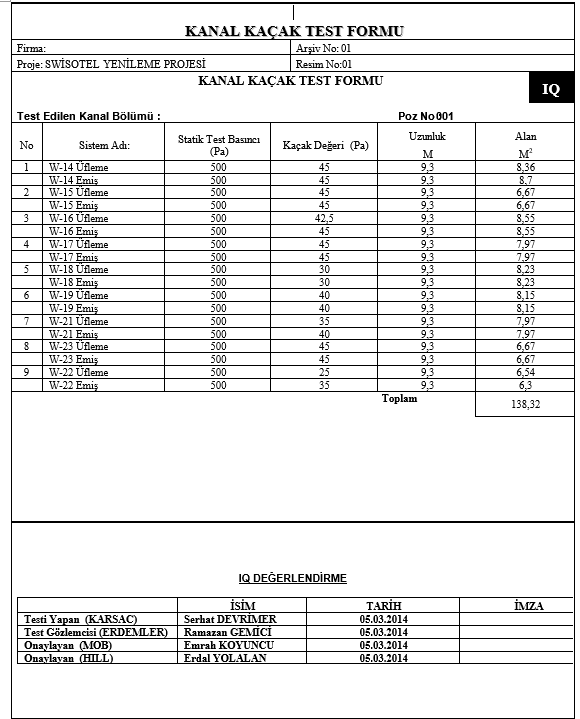 KANAL KAÇAK TEST FORMU
Firma: Arşiv No: 01
Proje: SWİSOTEL YENİLEME PROJESİ Resim No:01
KANAL KAÇAK TEST FORMU
IQ
Test Edilen Kanal Bölümü : Poz No:001
No Sistem Adı: Statik Test Basıncı (Pa) Kaçak Değeri (Pa) Uzunluk M Alan M²
1 W-14 Üfleme 500 45 9,3 8,36
W-14 Emiş 500 45 9,3 8,7
2 W-15 Üfleme 500 45 9,3 6,67
W-15 Emiş 500 45 9,3 6,67
3 W-16 Üfleme 500 42,5 9,3 8,55
W-16 Emiş 500 45 9,3 8,55
4 W-17 Üfleme 500 45 9,3 7,97
W-17 Emiş 500 45 9,3 7,97
5 W-18 Üfleme 500 30 9,3 8,23
W-18 Emiş 500 30 9,3 8,23
6 W-19 Üfleme 500 40 9,3 8,15
W-19 Emiş 500 40 9,3 8,15
7 W-21 Üfleme 500 35 9,3 7,97
W-21 Emiş 500 40 9,3 7,97
8 W-23 Üfleme 500 45 9,3 6,67
W-23 Emiş 500 45 9,3 6,67
9 W-22 Üfleme 500 25 9,3 6,54
W-22 Emiş 500 35 9,3 6,3
Toplam 138,32
IQ DEĞERLENDİRME
İSİM TARİH İMZA
Testi Yapan (KARSAC) Serhat DEVRİMER 05.03.2014
Test Gözlemcisi (ERDEMLER) Ramazan GEMİCİ 05.03.2014
Onaylayan (MOB) Emrah KOYUNCU 05.03.2014
Onaylayan (HILL) Erdal YOLALAN 05.03.2014